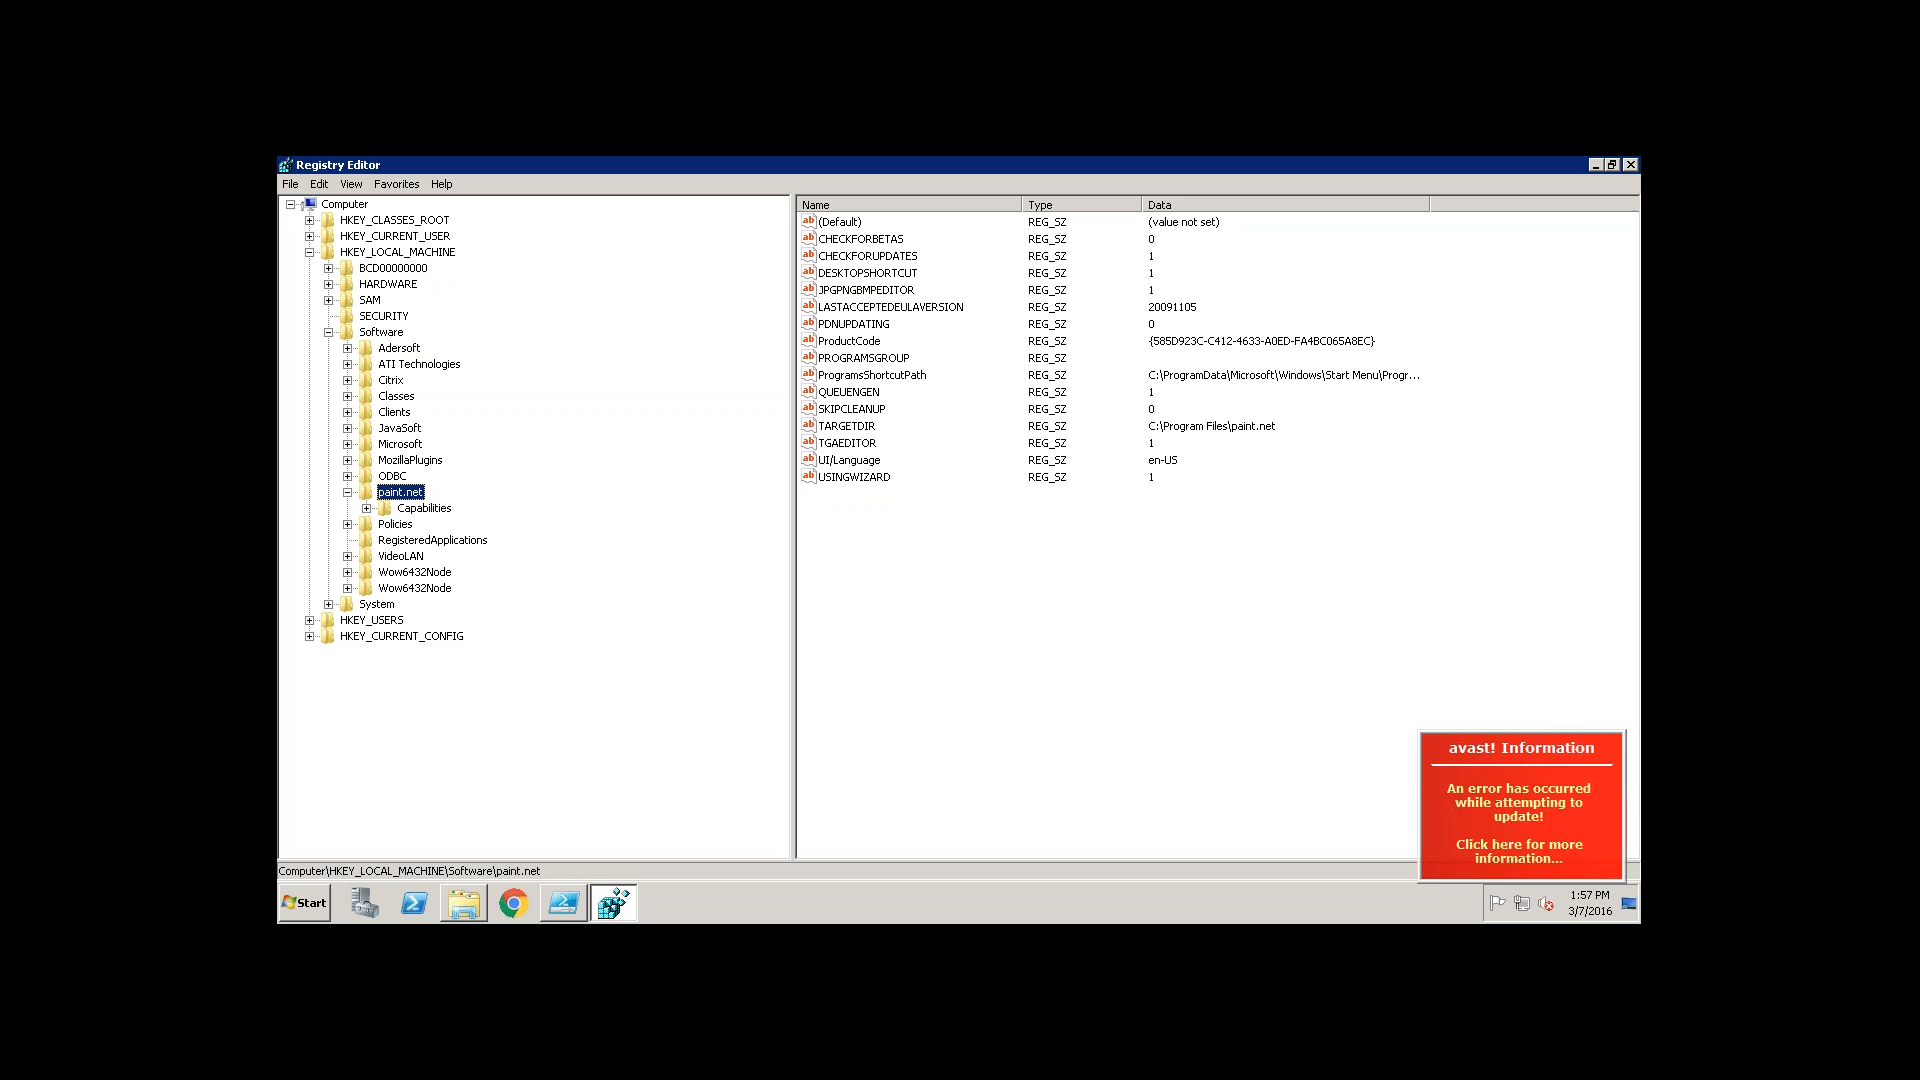 Registry Editor
File Edit View Favorites Help
Computer
HKEY_CLASSES_ROOT
HKEY_CURRENT_USER
HKEY_LOCAL_MACHINE
BCD00000000
HARDWARE
SAM
SECURITY
Software
Adersoft
ATI Technologies
Citrix
Classes
Clients
JavaSoft
Microsoft
MozillaPlugins
ODBC
paint.net
Capabilities
Policies
RegisteredApplications
VideoLAN
Wow6432Node
Wow6432Node
System
HKEY_USERS
HKEY_CURRENT_CONFIG
Name Type Data
(Default) REG_SZ (value not set)
CHECKFORBETAS REG_SZ 0
CHECKFORUPDATES REG_SZ 1
DESKTOPSHORTCUT REG_SZ 1
JPGPNGBMPEDITOR REG_SZ 1
LASTACCEPTEDEULAVERSION REG_SZ 20091105
PDNUPDATING REG_SZ 0
ProductCode REG_SZ {585D923C-C412-4633-A0ED-FA4BC065A8EC}
PROGRAMSGROUP REG_SZ
ProgramsShortcutPath REG_SZ C:\ProgramData\Microsoft\Windows\Start Menu\Progr...
QUEUENGEN REG_SZ 1
SKIPCLEANUP REG_SZ 0
TARGETDIR REG_SZ C:\Program Files\paint.net
TGAEDITOR REG_SZ 1
UI/Language REG_SZ en-US
USINGWIZARD REG_SZ 1
avast! Information
An error has occurred
while attempting to
update!
Click here for more
information...
Computer\HKEY_LOCAL_MACHINE\Software\paint.net
Start
1:57 PM
3/7/2016